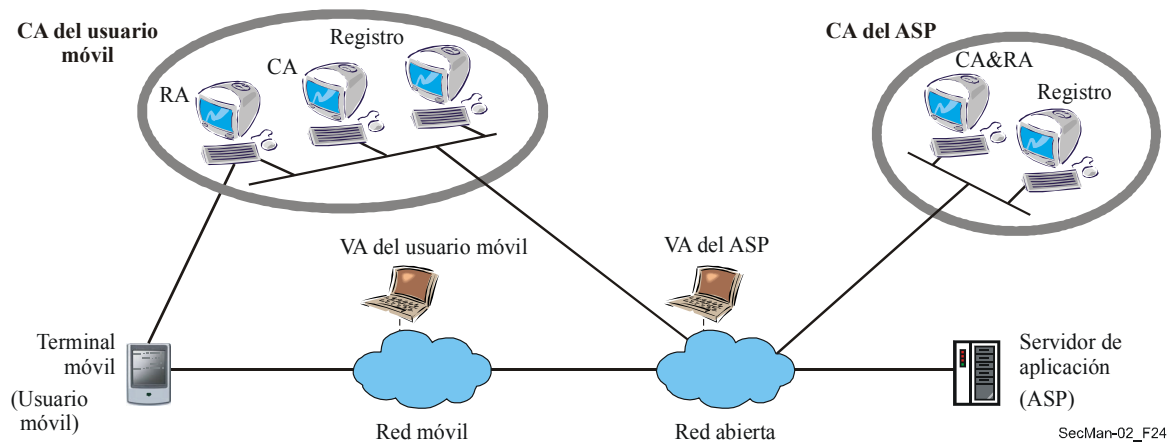 CA del usuario
móvil
RA
CA
Registro
CA del ASP
CA&RA
Registro
VA del usuario móvil
VA del ASP
Terminal
móvil
(Usuario
móvil)
Red móvil
Red abierta
Servidor de
aplicación
(ASP)
SecMan-02_F24